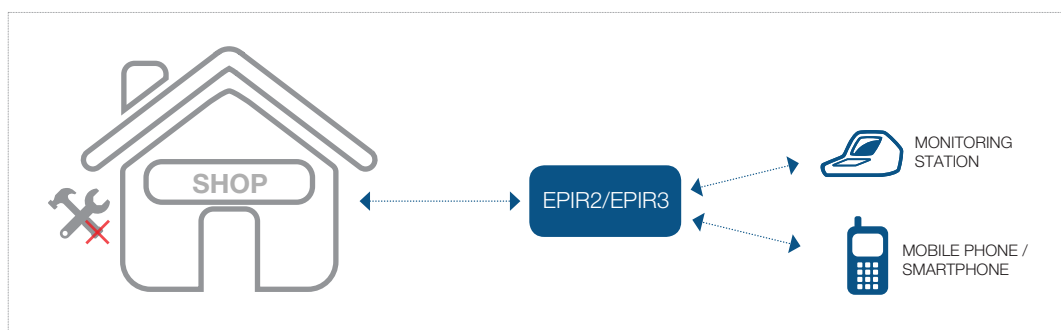 SHOP
EPIR2/EPIR3
MONITORING
STATION
MOBILE PHONE /
SMARTPHONE